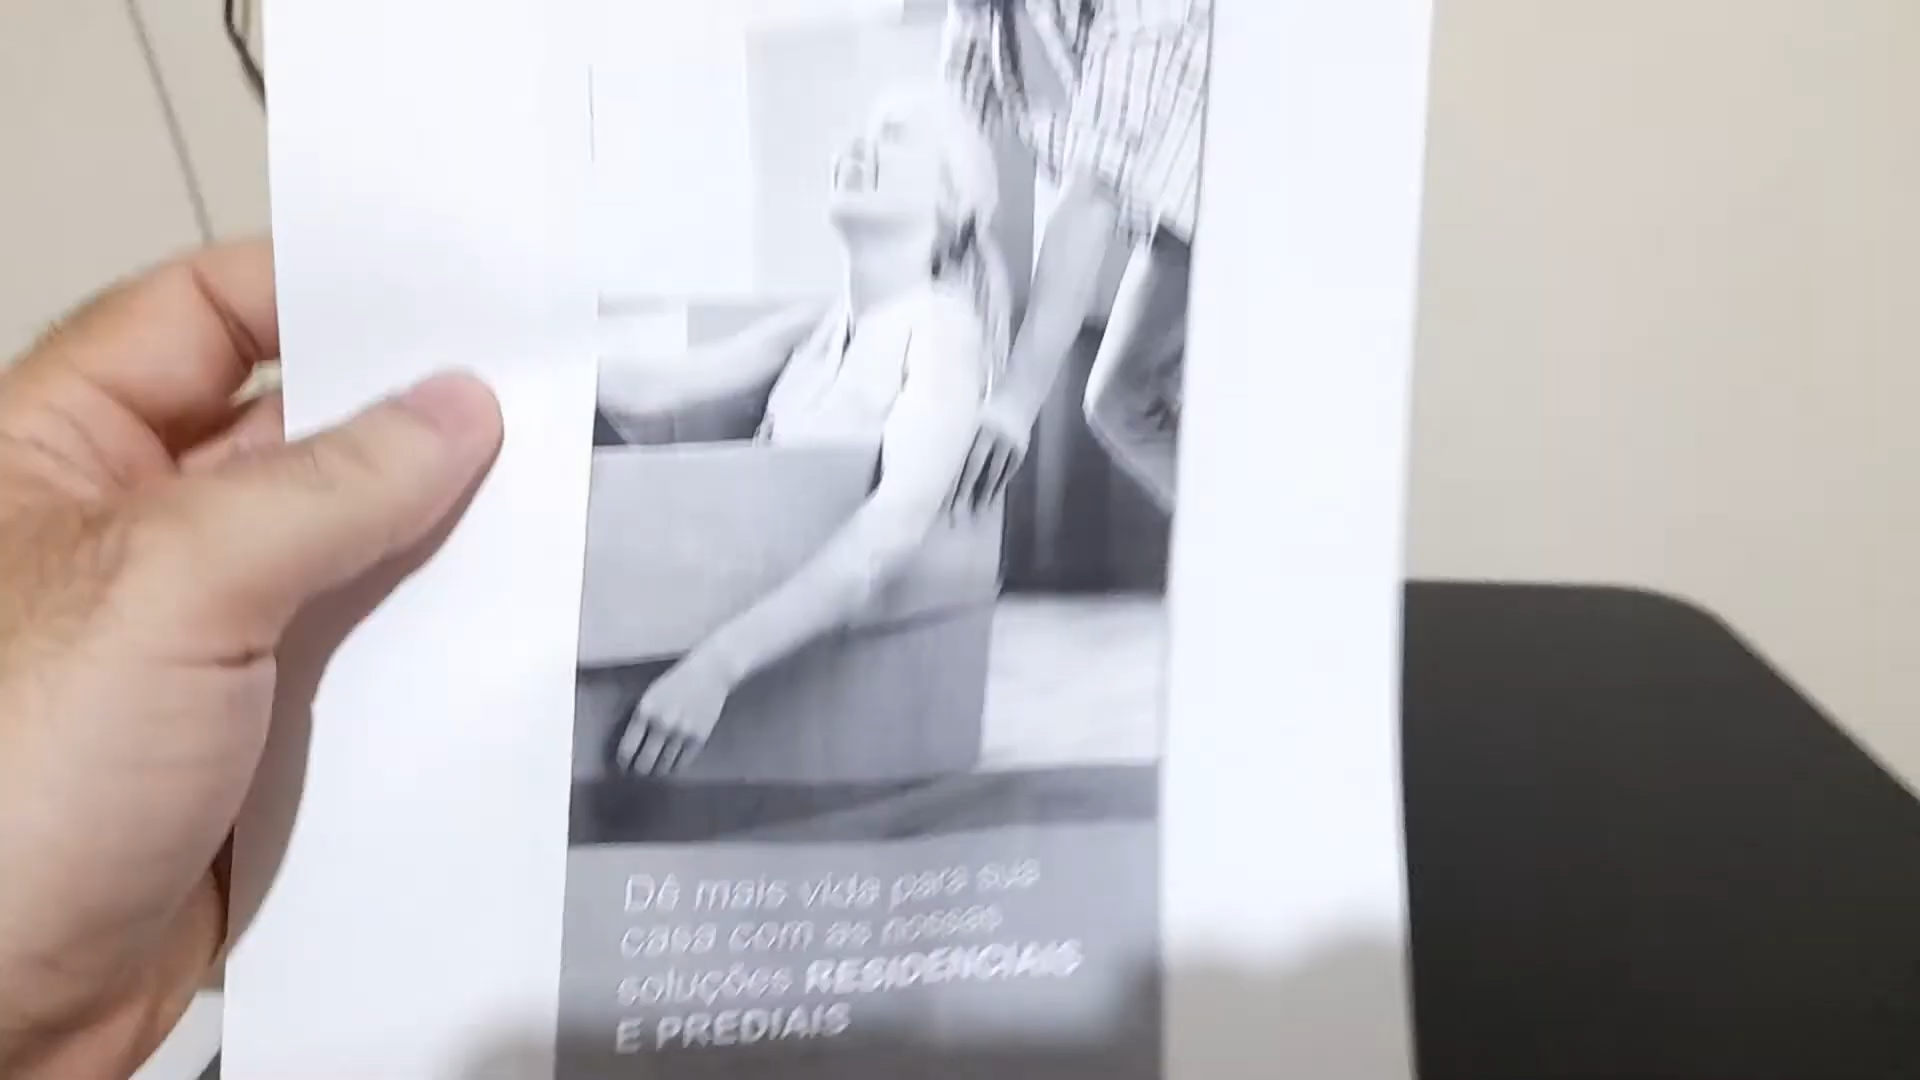 Dê mais vida para sua
casa com as nossas
soluções RESIDENCIAIS
E PREDIAIS